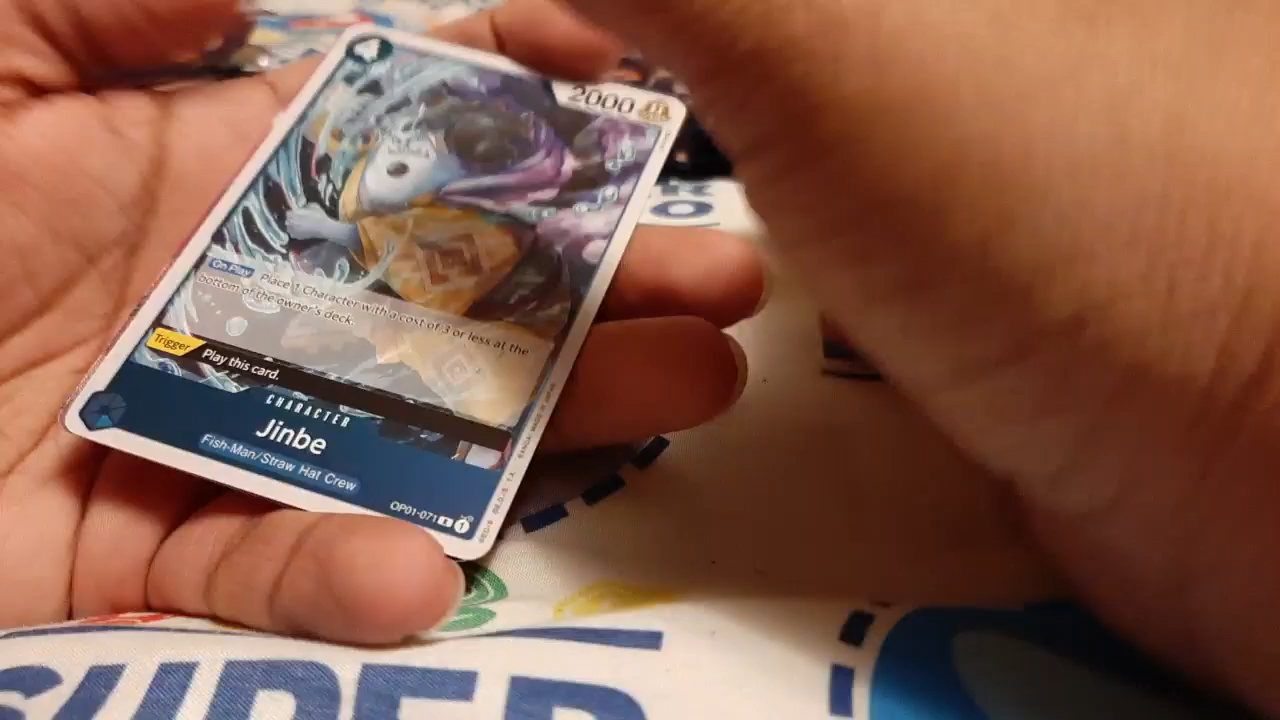 2000
On Play Place 1 Character with a cost of 3 or less at the
bottom of the owner's deck.
Trigger Play this card.
CHARACTER
Jinbe
Fish-Man/Straw Hat Crew
OP01-071 R 1
SUPER